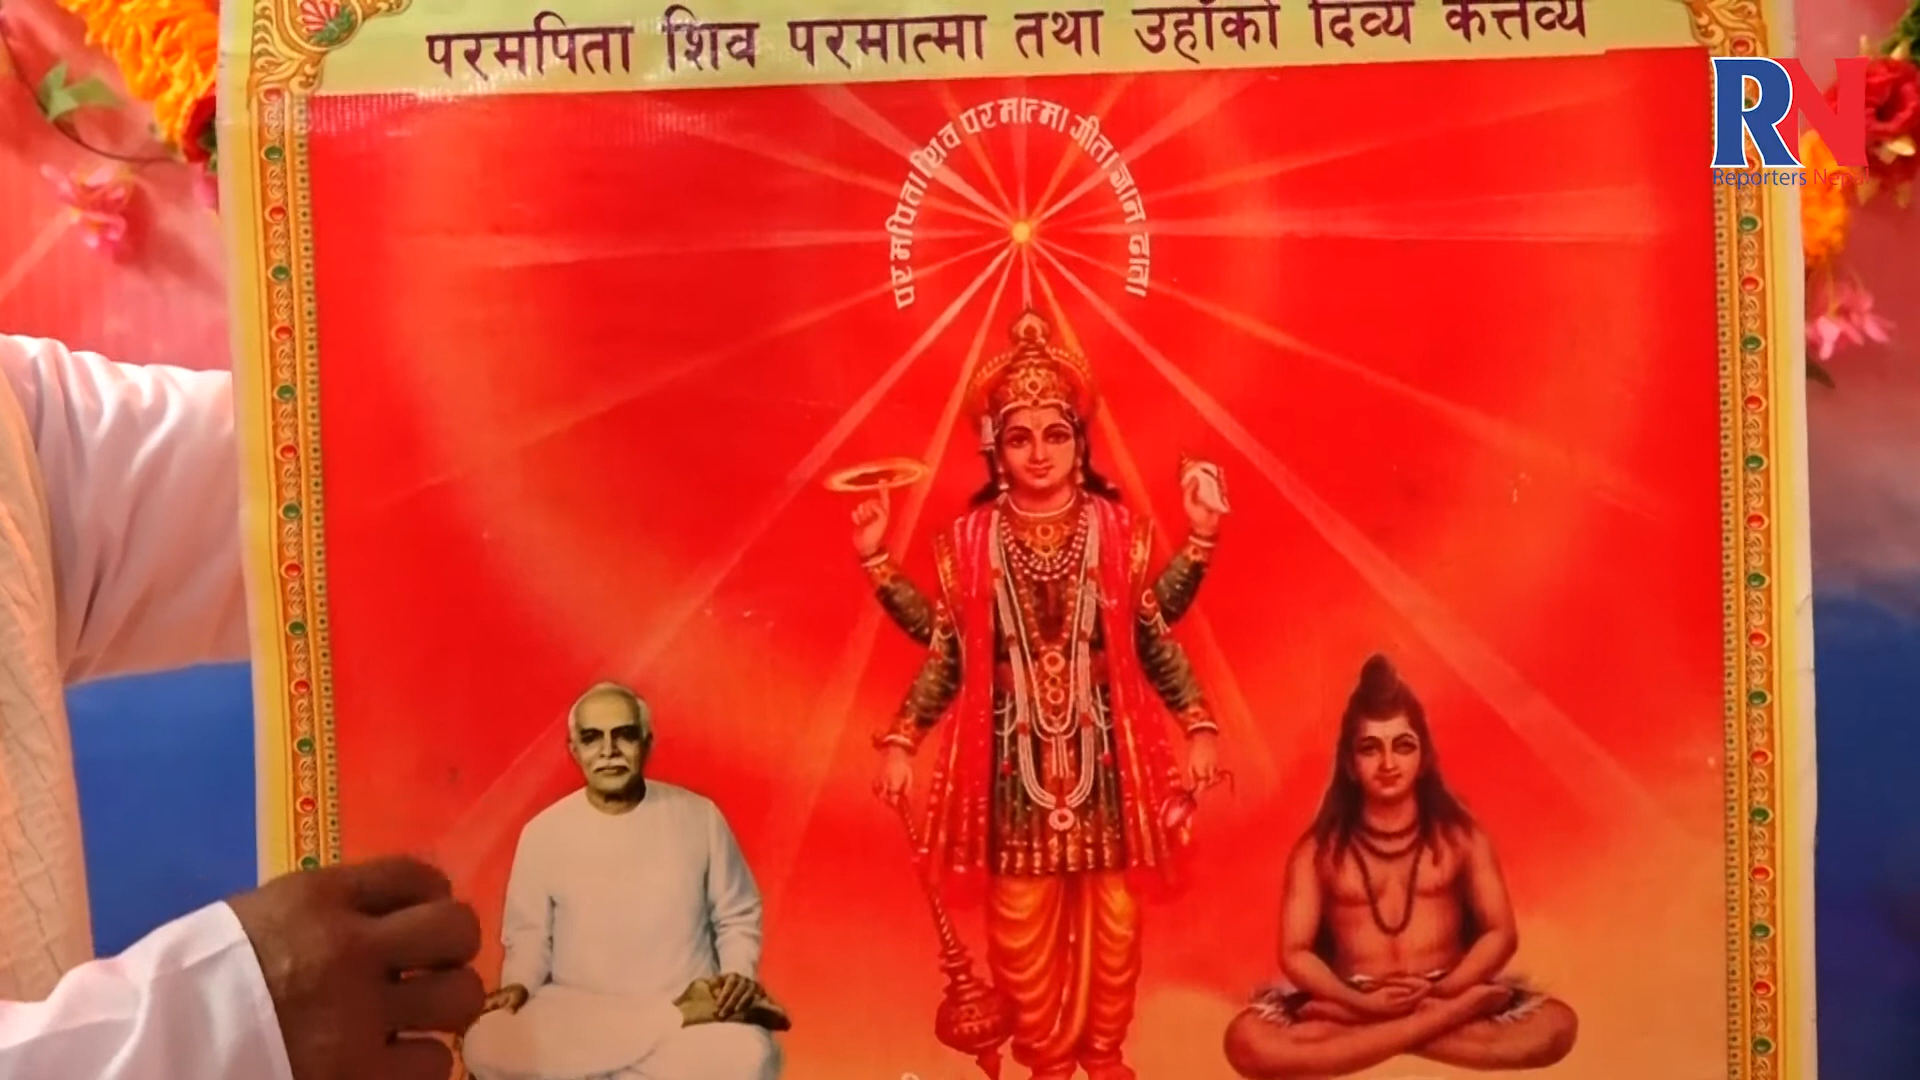 परमपिता शिव परमात्मा तथा उहाँको दिव्य कर्त्तव्य
परमपिता शिव परमात्मा गीता ज्ञान दाता
RN
Reporters Nepal